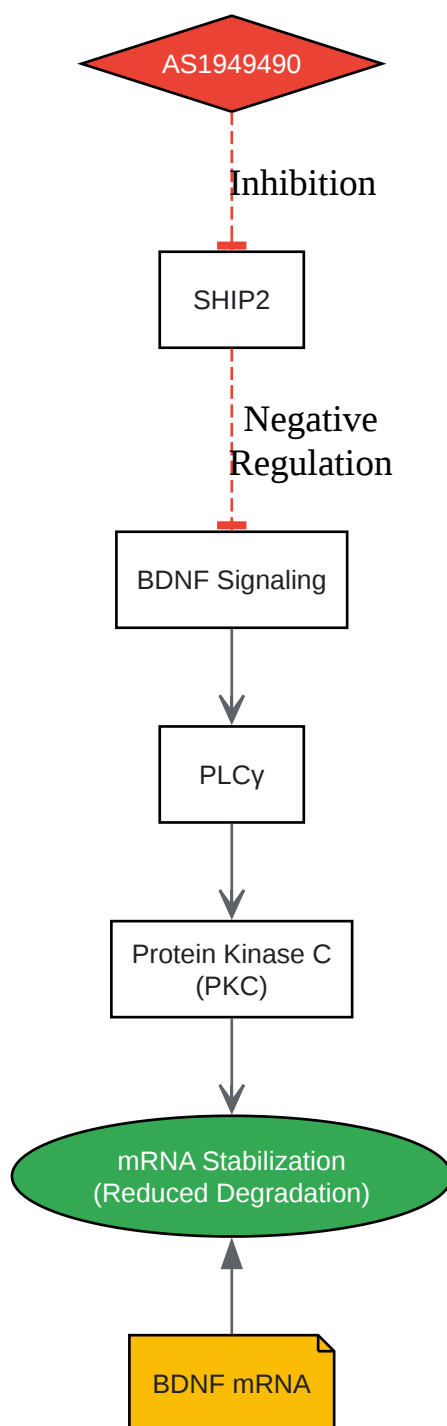 AS1949490
Inhibition
SHIP2
Negative
Regulation
BDNF Signaling
PLCγ
Protein Kinase C
(PKC)
mRNA Stabilization
(Reduced Degradation)
BDNF mRNA